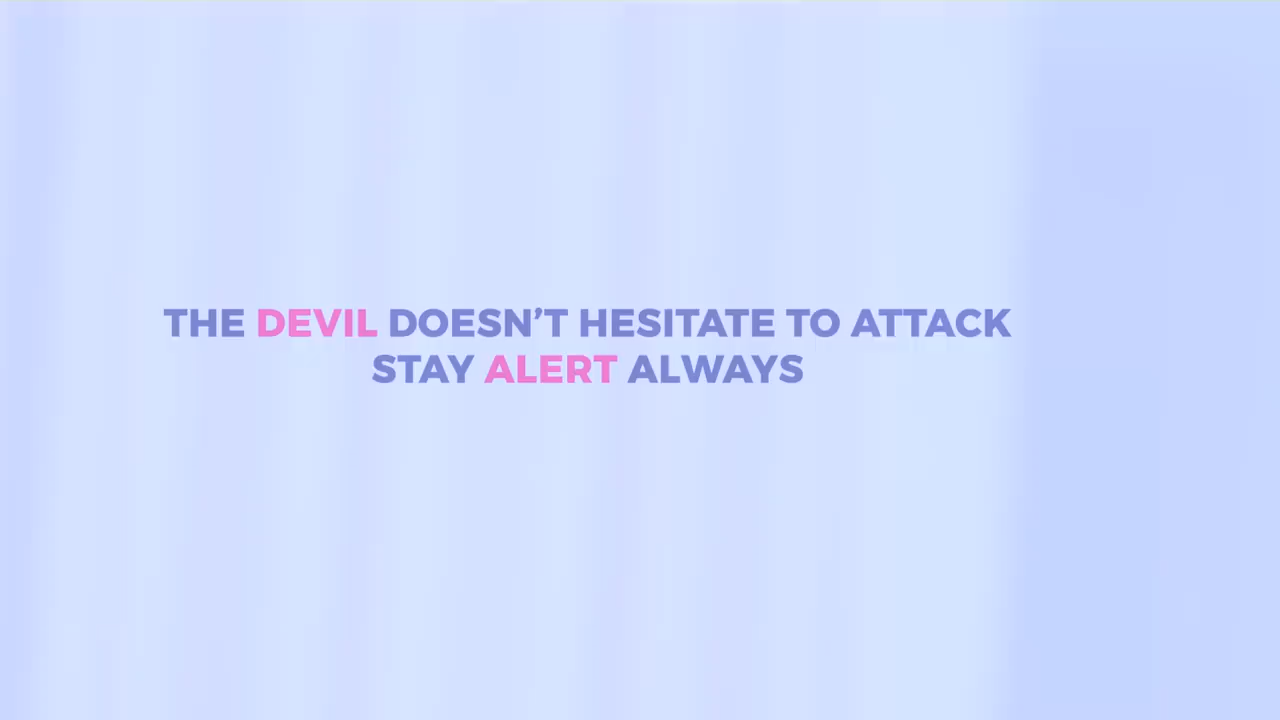 THE DEVIL DOESN’T HESITATE TO ATTACK
STAY ALERT ALWAYS